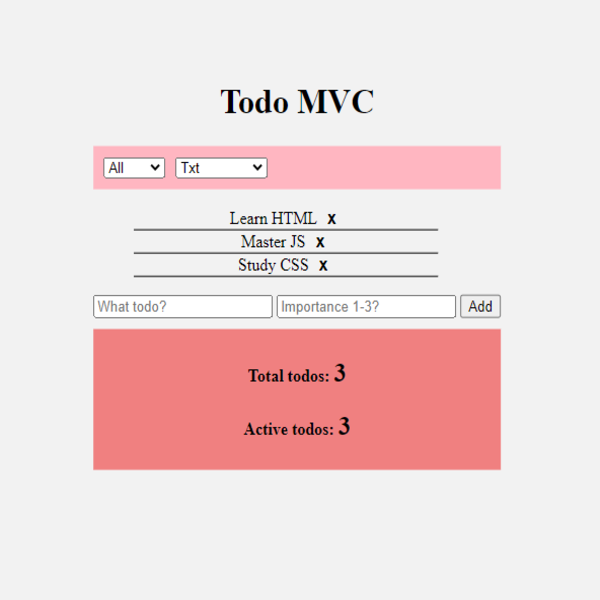 Todo MVC
All Txt
Learn HTML x
Master JS x
Study CSS x
What todo? Importance 1-3? Add
Total todos: 3
Active todos: 3